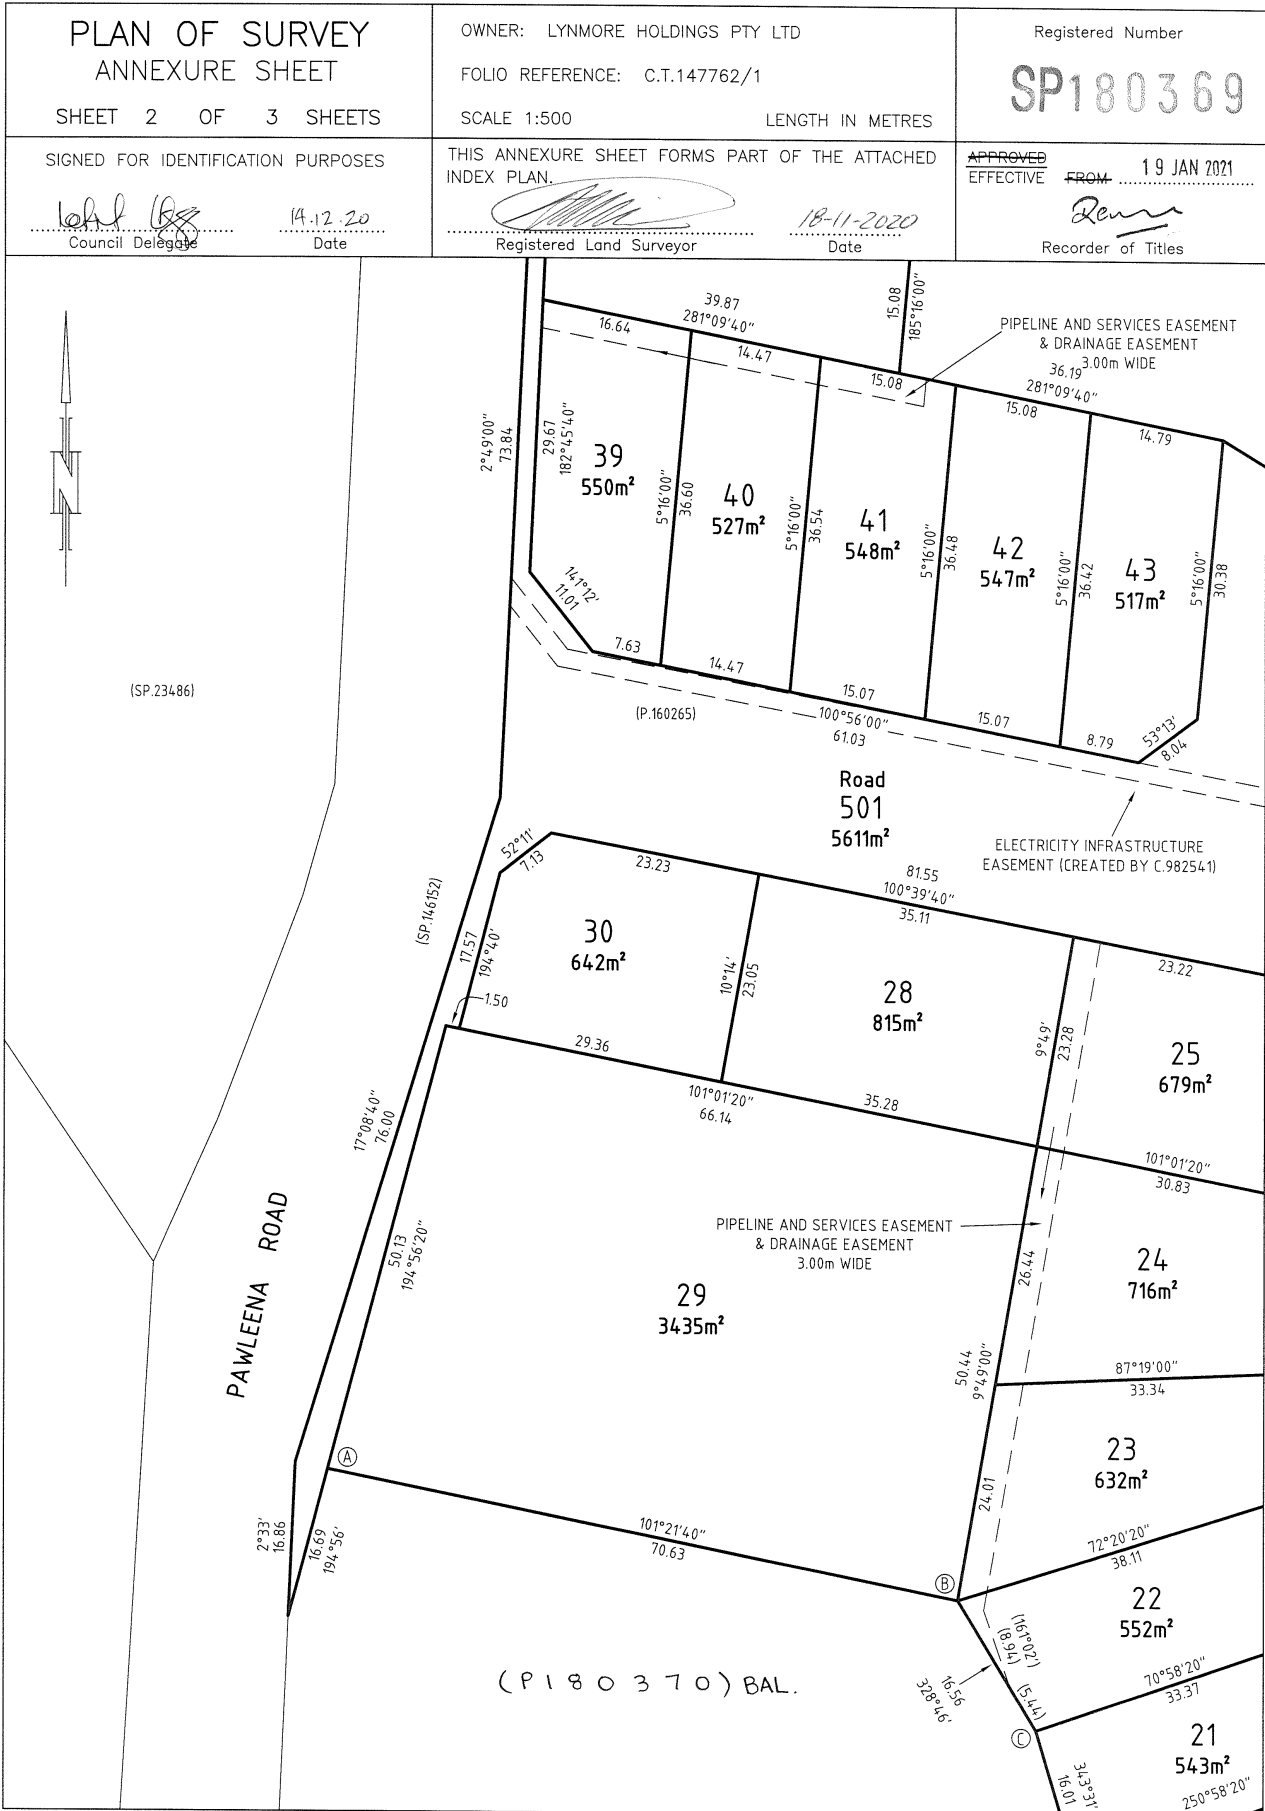 PLAN OF SURVEY
ANNEXURE SHEET
SHEET 2 OF 3 SHEETS
OWNER: LYNMORE HOLDINGS PTY LTD
FOLIO REFERENCE: C.T.147762/1
SCALE 1:500 LENGTH IN METRES
Registered Number
SP180369
SIGNED FOR IDENTIFICATION PURPOSES
14.12.20
Council Delegate Date
THIS ANNEXURE SHEET FORMS PART OF THE ATTACHED
INDEX PLAN.
18-11-2020
Registered Land Surveyor Date
APPROVED
EFFECTIVE FROM 19 JAN 2021
Recorder of Titles
39.87
281°09'40"
16.64
14.47
15.08
15.08
185°16'00"
PIPELINE AND SERVICES EASEMENT
& DRAINAGE EASEMENT
3.00m WIDE
36.19
281°09'40"
15.08
14.79
2°49'00"
73.84
29.67
182°45'40"
39
550m²
5°16'00"
36.60
40
527m²
5°16'00"
36.54
41
548m²
5°16'00"
36.48
42
547m²
5°16'00"
36.42
43
517m²
5°16'00"
30.38
141°12'
11.01
7.63
14.47
15.07
15.07
8.79
53°13'
8.04
100°56'00"
61.03
(SP.23486)
(P.160265)
Road
501
5611m²
ELECTRICITY INFRASTRUCTURE
EASEMENT (CREATED BY C.982541)
52°11'
7.13
23.23
81.55
100°39'40"
35.11
23.22
(SP.146152)
17.57
194°40'
1.50
30
642m²
10°14'
23.05
28
815m²
9°49'
23.28
25
679m²
29.36
101°01'20"
66.14
35.28
101°01'20"
30.83
17°08'40"
76.00
50.13
194°56'20"
PAWLEENA ROAD
PIPELINE AND SERVICES EASEMENT
& DRAINAGE EASEMENT
3.00m WIDE
26.44
24
716m²
29
3435m²
50.44
9°49'00"
87°19'00"
33.34
23
632m²
24.01
A
2°33'
16.86
16.69
194°56'
101°21'40"
70.63
B
72°20'20"
38.11
22
552m²
(161°02')
(8.94)
(5.44)
16.56
328°46'
70°58'20"
33.37
(P180370) BAL.
C
21
543m²
343°31'
16.01
250°58'20"